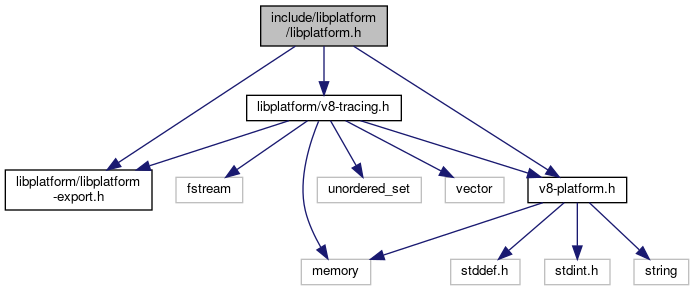 include/libplatform
/libplatform.h
libplatform/v8-tracing.h
libplatform/libplatform
-export.h
fstream
unordered_set
vector
v8-platform.h
memory
stddef.h
stdint.h
string